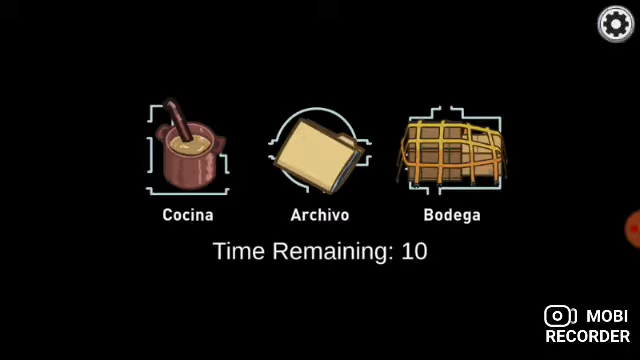 Cocina
Archivo
Bodega
Time Remaining: 10
MOBI
RECORDER